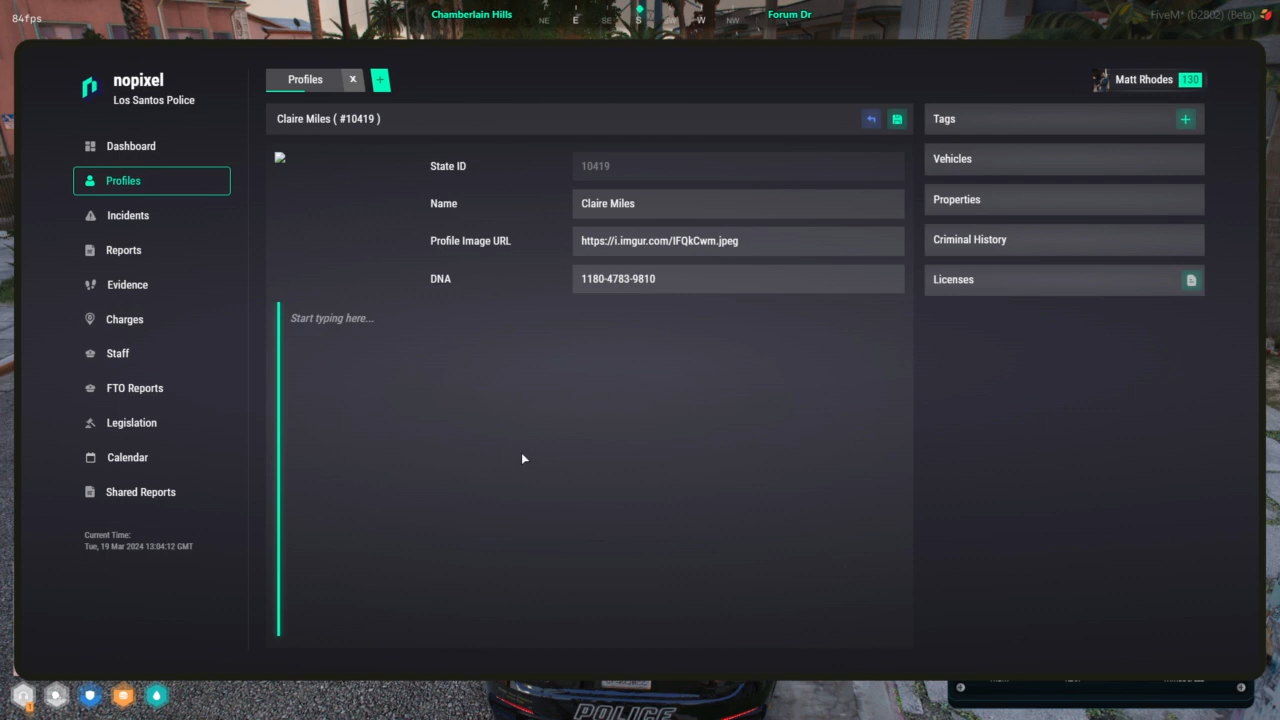 84fps
Chamberlain Hills
NE E SE S SW W NW
Forum Dr
FiveM* (b2802) (Beta)
nopixel
Los Santos Police
Profiles x +
Matt Rhodes 130
Claire Miles ( #10419 )
Tags +
Dashboard
Profiles
Incidents
Reports
Evidence
Charges
Staff
FTO Reports
Legislation
Calendar
Shared Reports
Current Time:
Tue, 19 Mar 2024 13:04:12 GMT
State ID 10419
Name Claire Miles
Profile Image URL https://i.imgur.com/IFQkCwm.jpeg
DNA 1180-4783-9810
Start typing here...
Vehicles
Properties
Criminal History
Licenses
POLICE